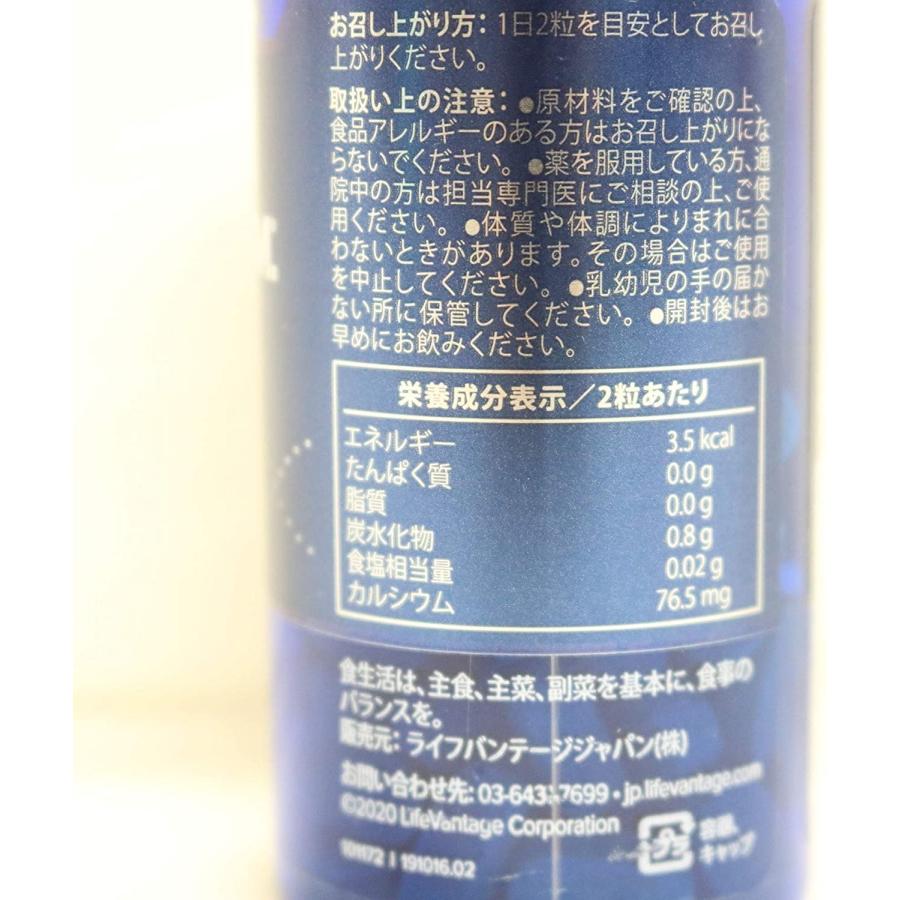 お召し上がり方：1日2粒を目安としてお召し
上がりください。
取扱い上の注意：●原材料をご確認の上、
食品アレルギーのある方はお召し上がりにな
らないでください。●薬を服用している方、通
院中の方は担当専門医にご相談の上、ご使
用ください。●体質や体調によりまれに合
わないときがあります。その場合はご使用
を中止してください。●乳幼児の手の届か
ない所に保管してください。●開封後はお
早めにお飲みください。
栄養成分表示／2粒あたり
エネルギー 3.5 kcal
たんぱく質 0.0 g
脂質 0.0 g
炭水化物 0.8 g
食塩相当量 0.02 g
カルシウム 76.5 mg
食生活は、主食、主菜、副菜を基本に、食事の
バランスを。
販売元：ライフバンテージジャパン(株)
お問い合わせ先：03-6437-7699・jp.lifevantage.com
©2020 LifeVantage Corporation
プラ 容器、
キャップ
101172 | 191016.02